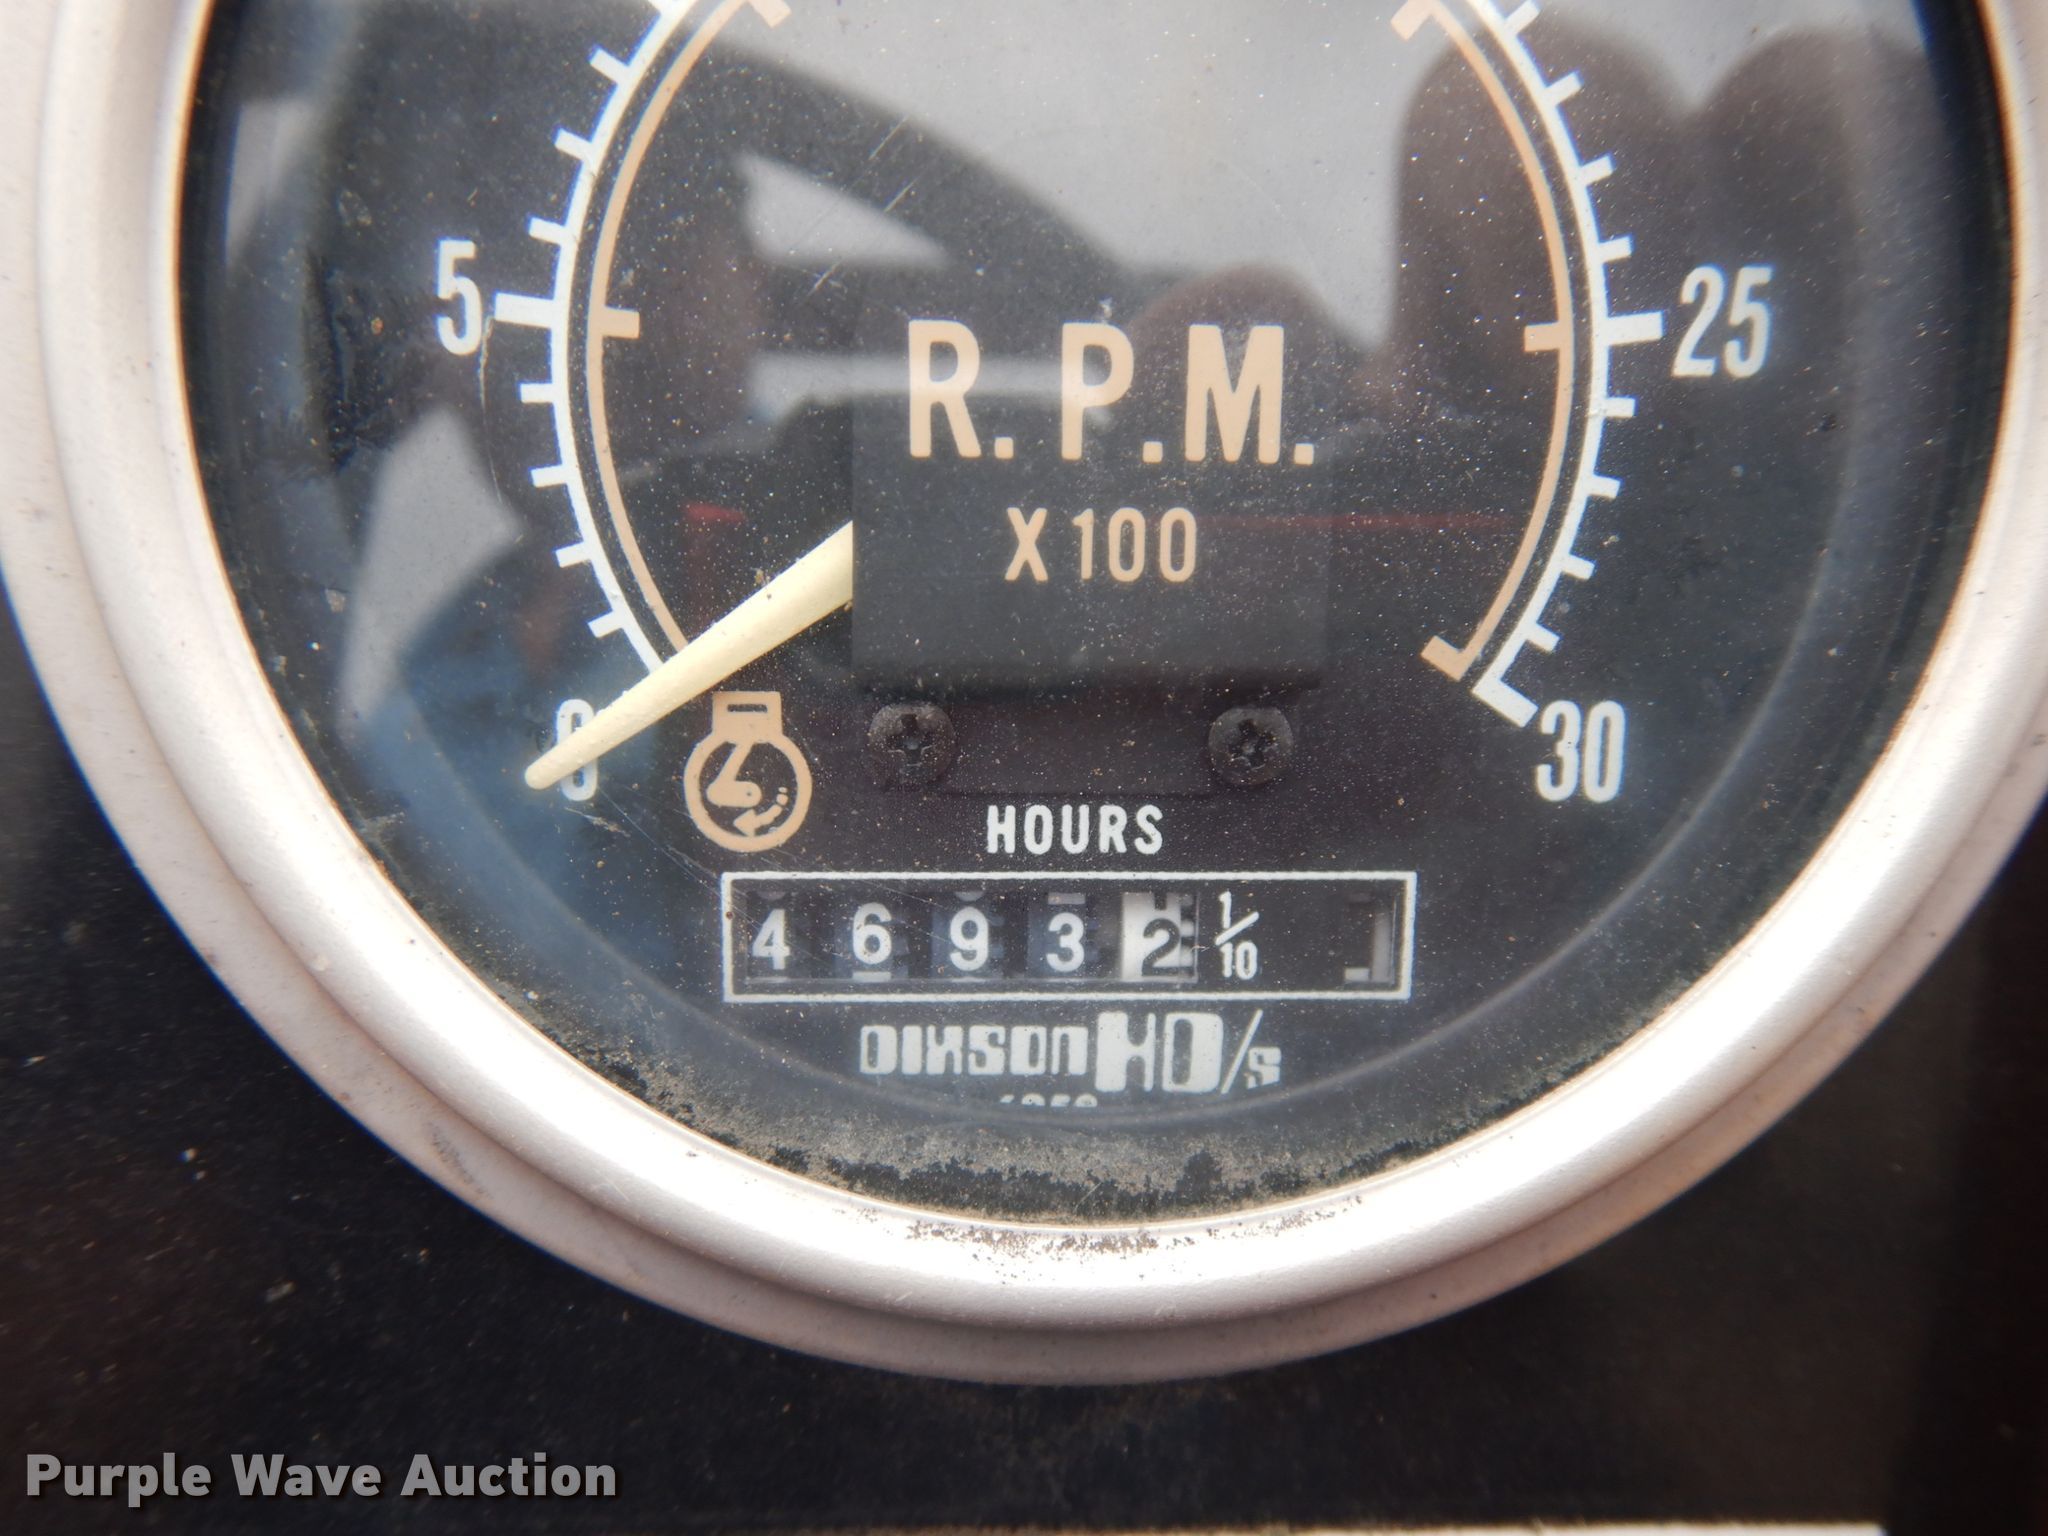 5
25
R.P.M.
X100
0
30
HOURS
4 6 9 3 2 1/10
DIXSON HD/s
Purple Wave Auction